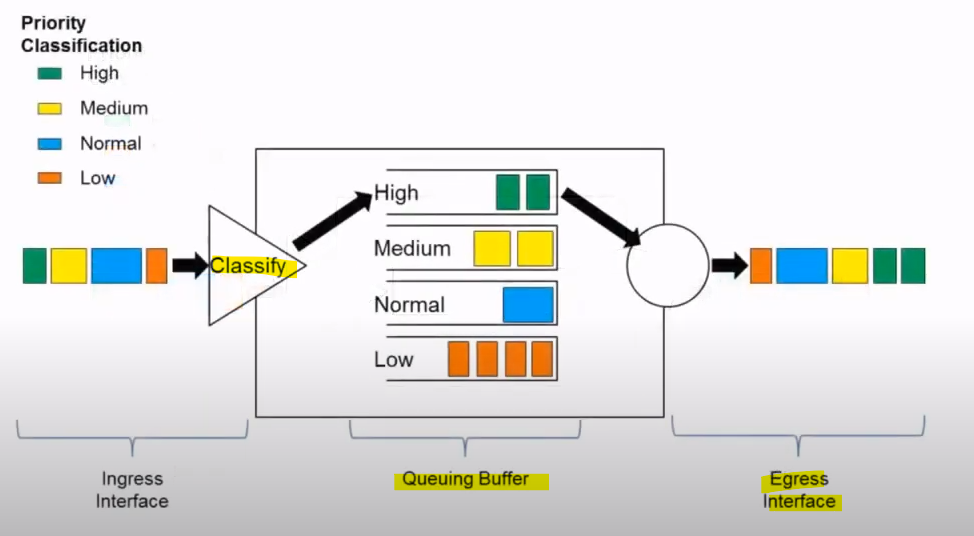 Priority
Classification
High
Medium
Normal
Low
Classify
High
Medium
Normal
Low
Ingress
Interface
Queuing Buffer
Egress
Interface